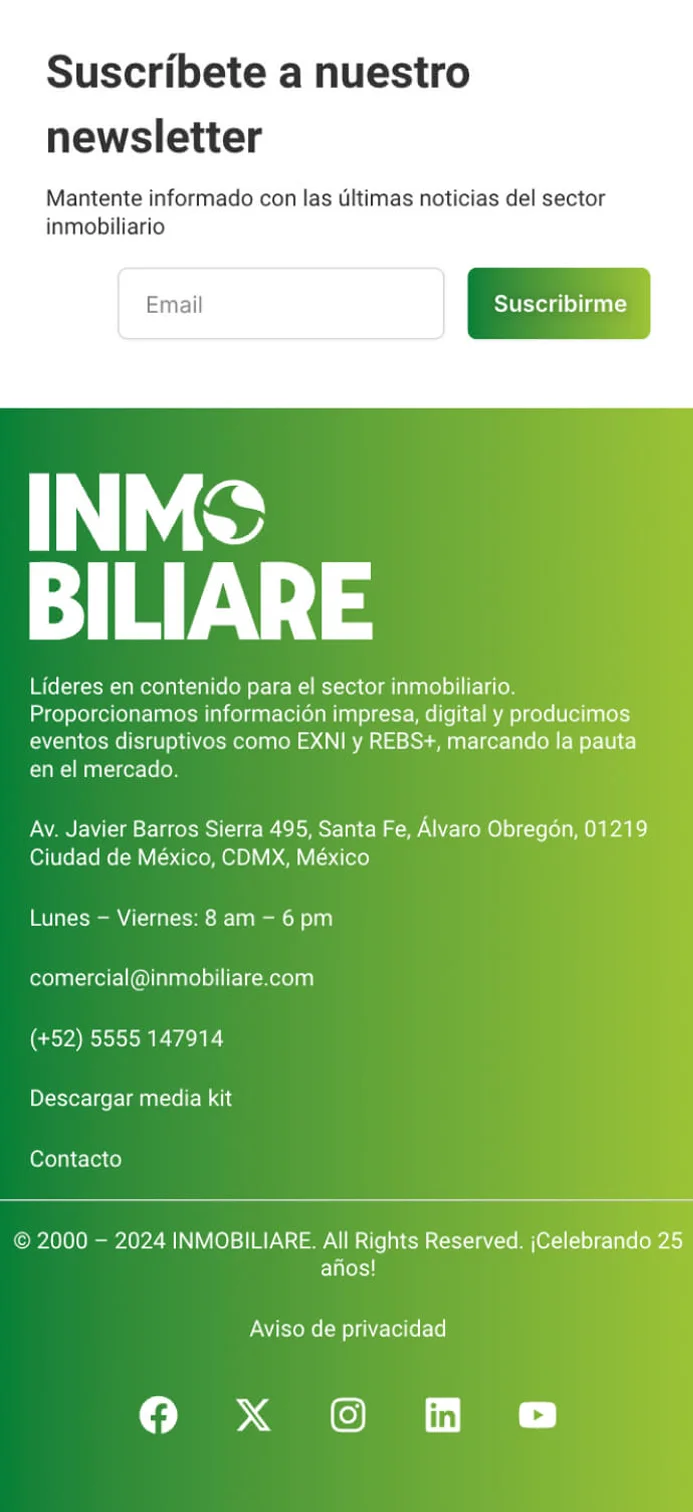 Suscríbete a nuestro
newsletter
Mantente informado con las últimas noticias del sector
inmobiliario
Email
Suscribirme
INMO
BILIARE
Líderes en contenido para el sector inmobiliario.
Proporcionamos información impresa, digital y producimos
eventos disruptivos como EXNI y REBS+, marcando la pauta
en el mercado.
Av. Javier Barros Sierra 495, Santa Fe, Álvaro Obregón, 01219
Ciudad de México, CDMX, México
Lunes – Viernes: 8 am – 6 pm
comercial@inmobiliare.com
(+52) 5555 147914
Descargar media kit
Contacto
© 2000 – 2024 INMOBILIARE. All Rights Reserved. ¡Celebrando 25
años!
Aviso de privacidad